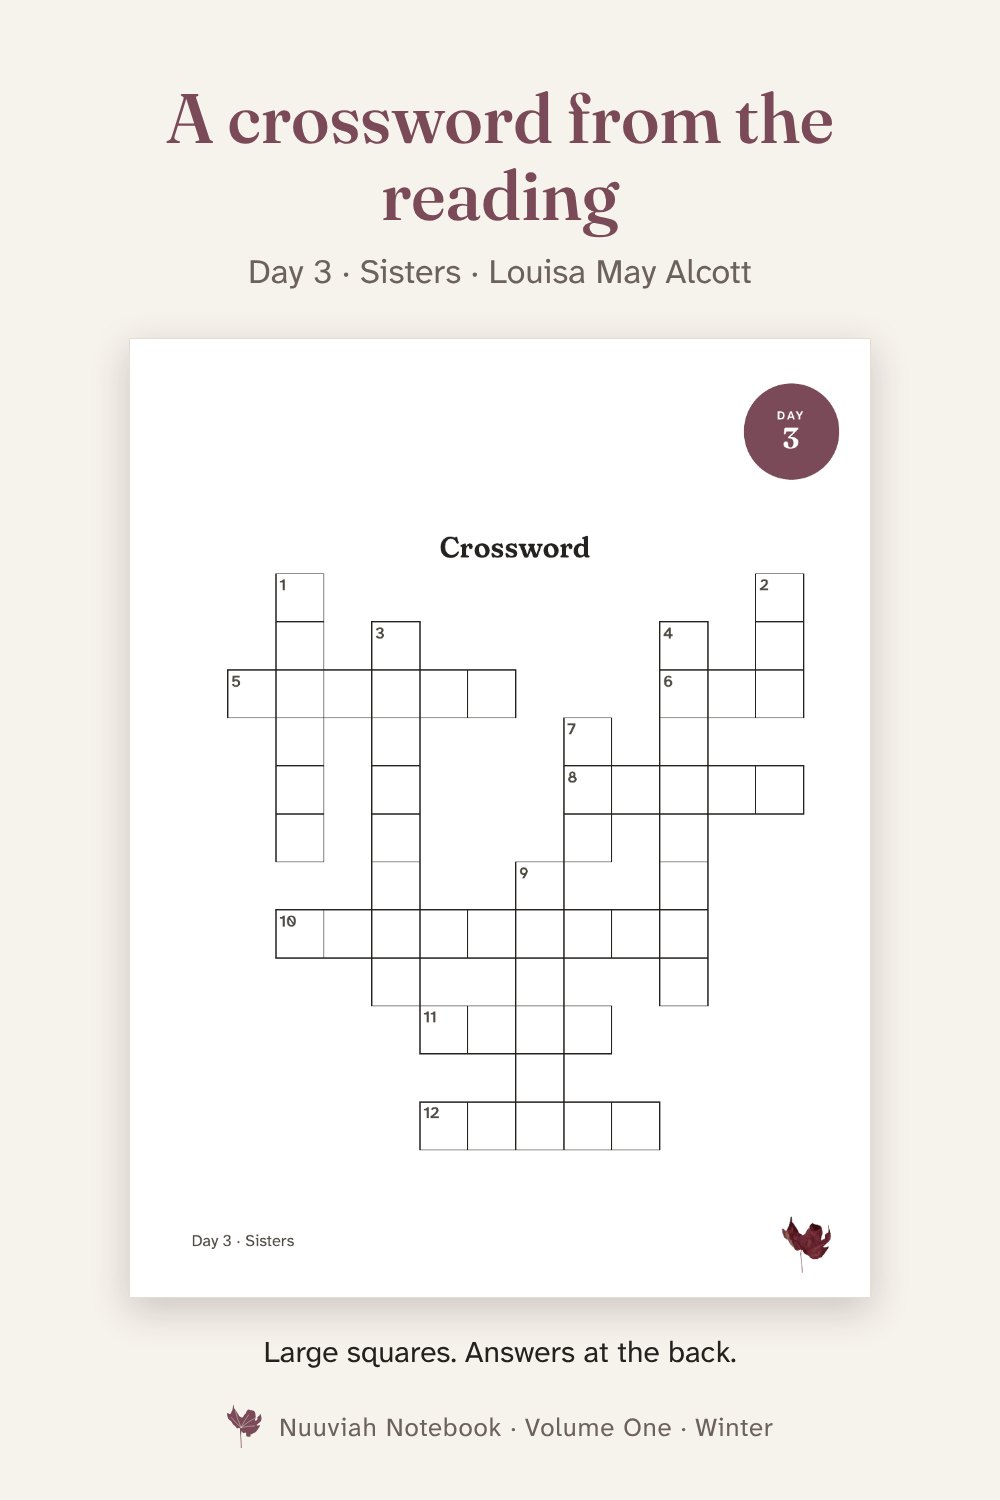 A crossword from the
reading
Day 3 · Sisters · Louisa May Alcott
DAY
3
Crossword
1
2
3
4
5
6
7
8
9
10
11
12
Day 3 · Sisters
Large squares. Answers at the back.
Nuuviah Notebook · Volume One · Winter